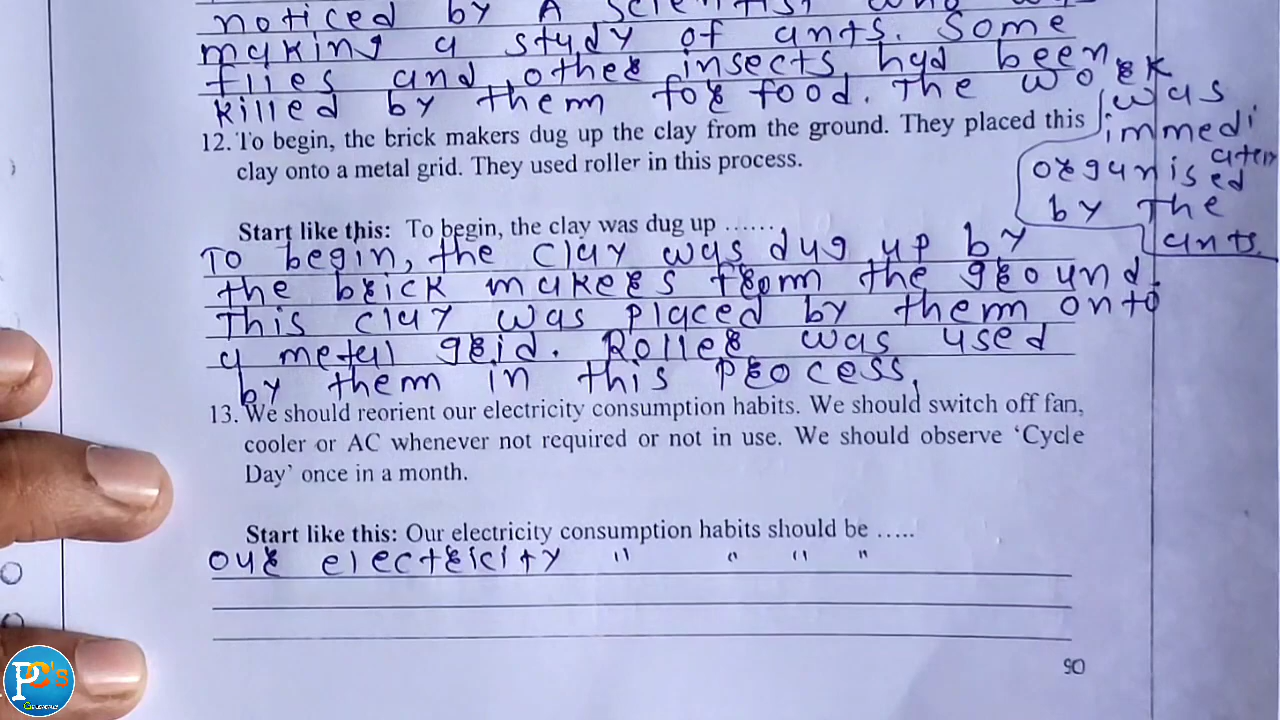 noticed by A scientist who was
making a study of ants. Some
flies and other insects had been
killed by them for food. The work
was
immedi
ately
organised
by the
ants.
12. To begin, the brick makers dug up the clay from the ground. They placed this
clay onto a metal grid. They used roller in this process.
Start like this: To begin, the clay was dug up ......
To begin, the clay was dug up by
the brick makers from the ground.
This clay was placed by them onto
a metal grid. Roller was used
by them in this process.
13. We should reorient our electricity consumption habits. We should switch off fan,
cooler or AC whenever not required or not in use. We should observe ‘Cycle
Day’ once in a month.
Start like this: Our electricity consumption habits should be .....
our electricity " " " "
90
PC's